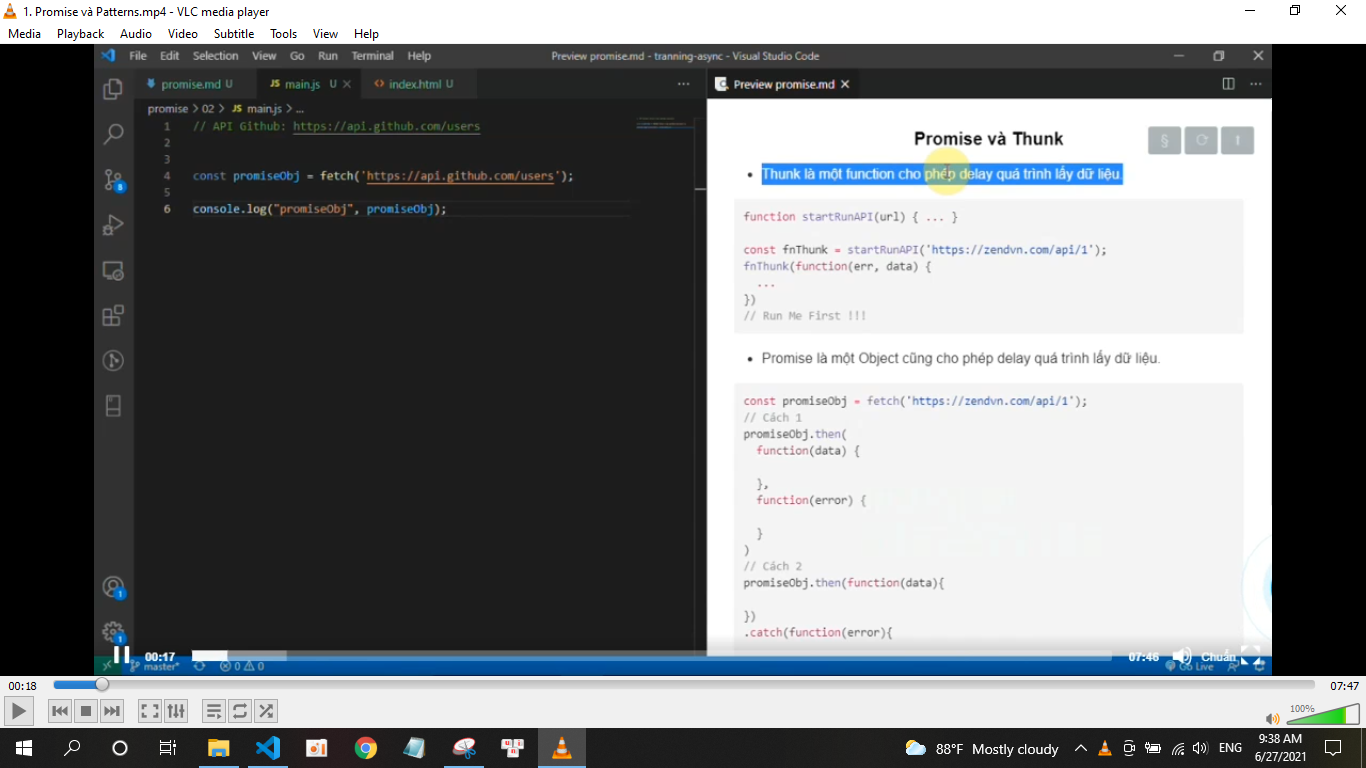 1. Promise và Patterns.mp4 - VLC media player
Media Playback Audio Video Subtitle Tools View Help
File Edit Selection View Go Run Terminal Help
Preview promise.md - tranning-async - Visual Studio Code
promise.md U
JS main.js U
index.html U
Preview promise.md
promise > 02 > JS main.js > ...
1 // API Github: https://api.github.com/users
2
3
4 const promiseObj = fetch('https://api.github.com/users');
5
6 console.log("promiseObj", promiseObj);
Promise và Thunk
• Thunk là một function cho phép delay quá trình lấy dữ liệu.
function startRunAPI(url) { ... }
const fnThunk = startRunAPI('https://zendvn.com/api/1');
fnThunk(function(err, data) {
...
})
// Run Me First !!!
• Promise là một Object cũng cho phép delay quá trình lấy dữ liệu.
const promiseObj = fetch('https://zendvn.com/api/1');
// Cách 1
promiseObj.then(
function(data) {
},
function(error) {
}
)
// Cách 2
promiseObj.then(function(data){
})
.catch(function(error){
00:17
07:46
Chuẩn
master*
0 0
Go Live
00:18
07:47
100%
88°F Mostly cloudy
ENG
9:38 AM
6/27/2021